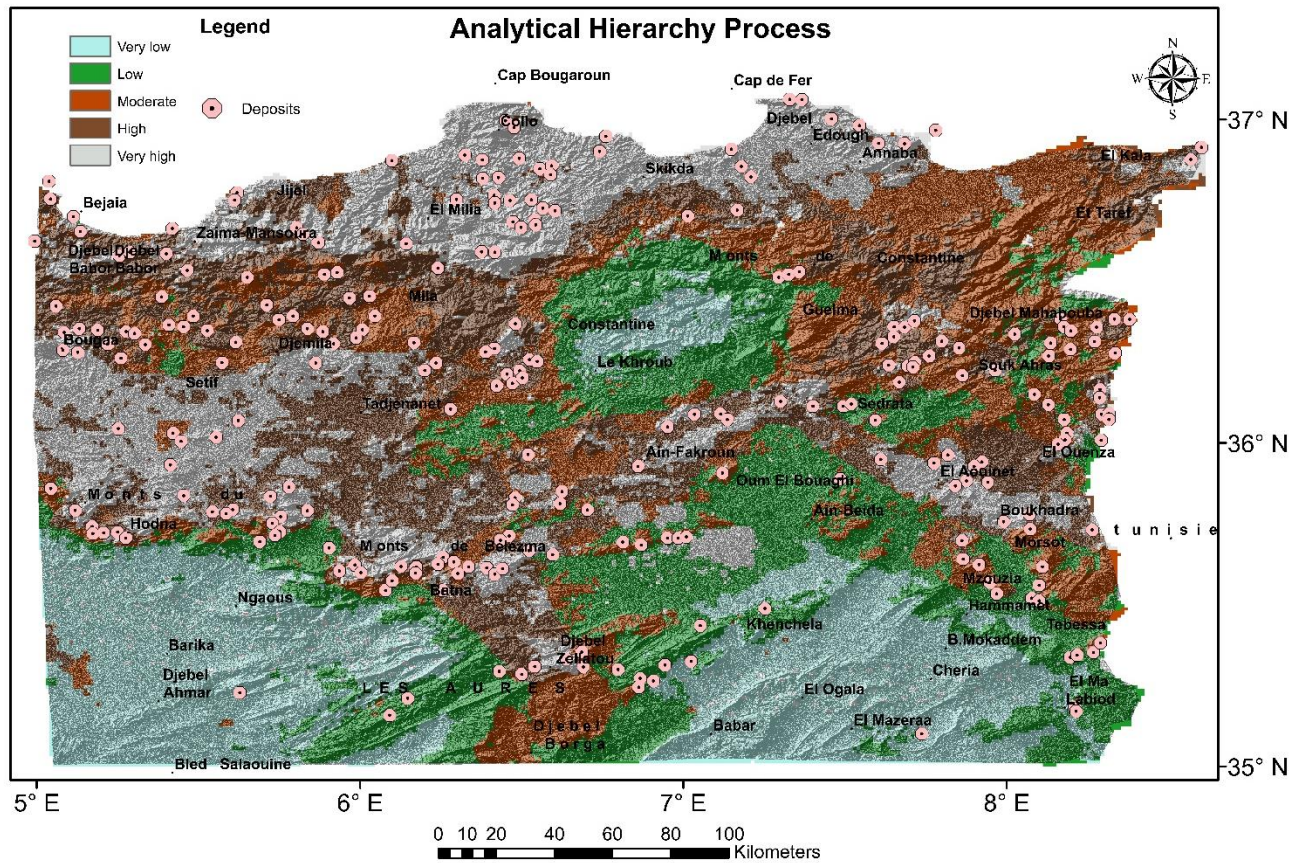 Analytical Hierarchy Process
Legend
Very low
Low
Moderate
High
Very high
Deposits
N
W E
S
Cap Bougaroun
Cap de Fer
Collo
Djebel
Edough
Annaba
37° N
El Kala
Skikda
Jijel
El Milia
Bejaia
Zaima-Mansoura
Et Taref
Djebel Djebel
Babor Babor
Monts de
Constantine
Mila
Guelma
Djebel Mahapouba
Constantine
Bougaa
Djemila
Le Karoub
Souk Ahras
Setif
Tadjenanet
Sedrata
36° N
Ain-Fakroun
El Ouenza
El Aouinet
Oum El Bouaghi
Monts du
Hodna
Ain Beida
Boukhadra
Morsot
tunisie
Monts de Belezma
Batna
Mzouzia
Hammamet
Ngaous
Khenchela
Tebessa
B.Mokaddem
Barika
Djebel
Zellatou
Cheria
Djebel
Ahmar
LES AURES
El Ogala
El Ma
Labiod
Djebel
Borga
Babar
El Mazeraa
Bled Salaouine
35° N
5° E
6° E
7° E
8° E
0 10 20 40 60 80 100
Kilometers